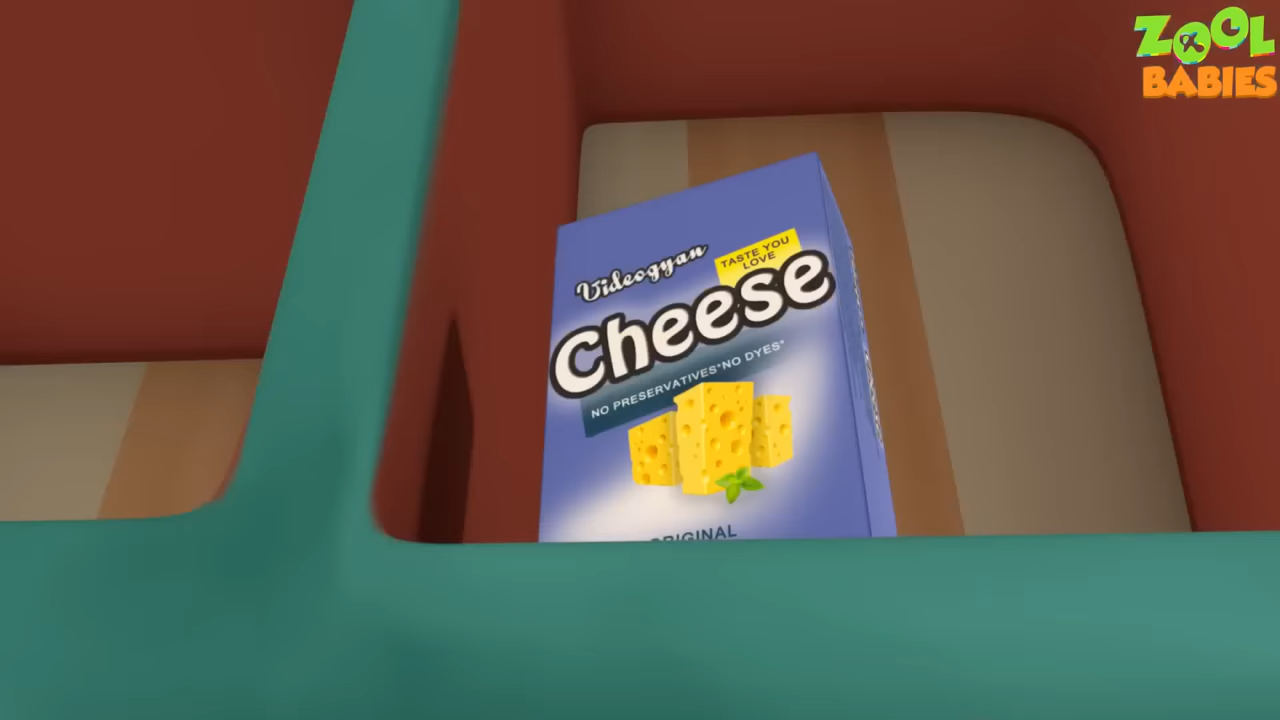 ZOOL
BABIES
Videogyan
TASTE YOU
LOVE
Cheese
NO PRESERVATIVES*NO DYES*
ORIGINAL